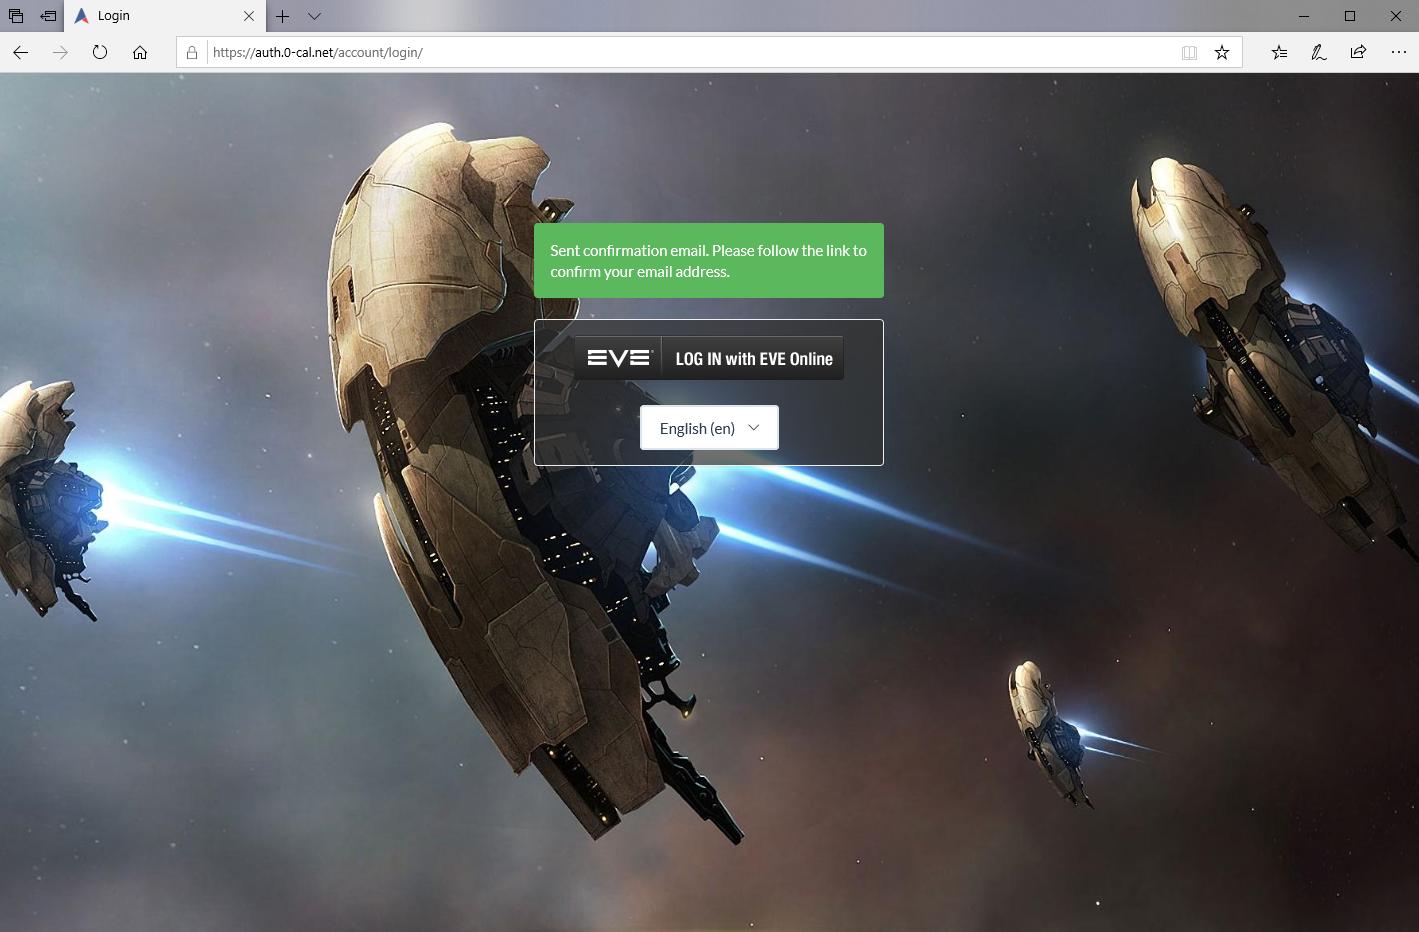 Login
https://auth.0-cal.net/account/login/
Sent confirmation email. Please follow the link to
confirm your email address.
EVE LOG IN with EVE Online
English (en)